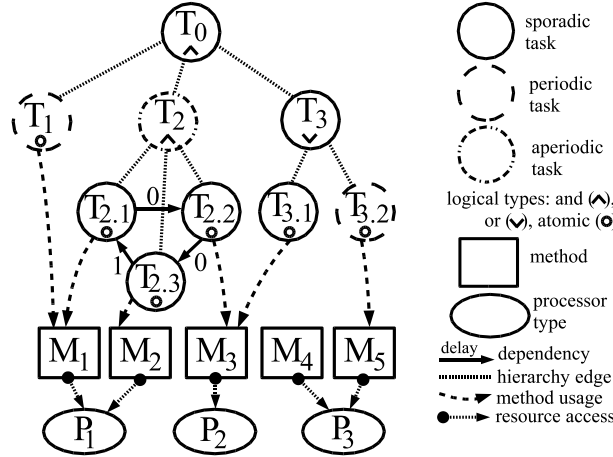 T0
sporadic
task
T1
T2
T3
periodic
task
aperiodic
task
T2.1
0
T2.2
T3.1
T3.2
logical types: and (^),
or (v), atomic (o)
1
0
T2.3
method
processor
type
M1
M2
M3
M4
M5
delay
dependency
hierarchy edge
method usage
resource access
P1
P2
P3